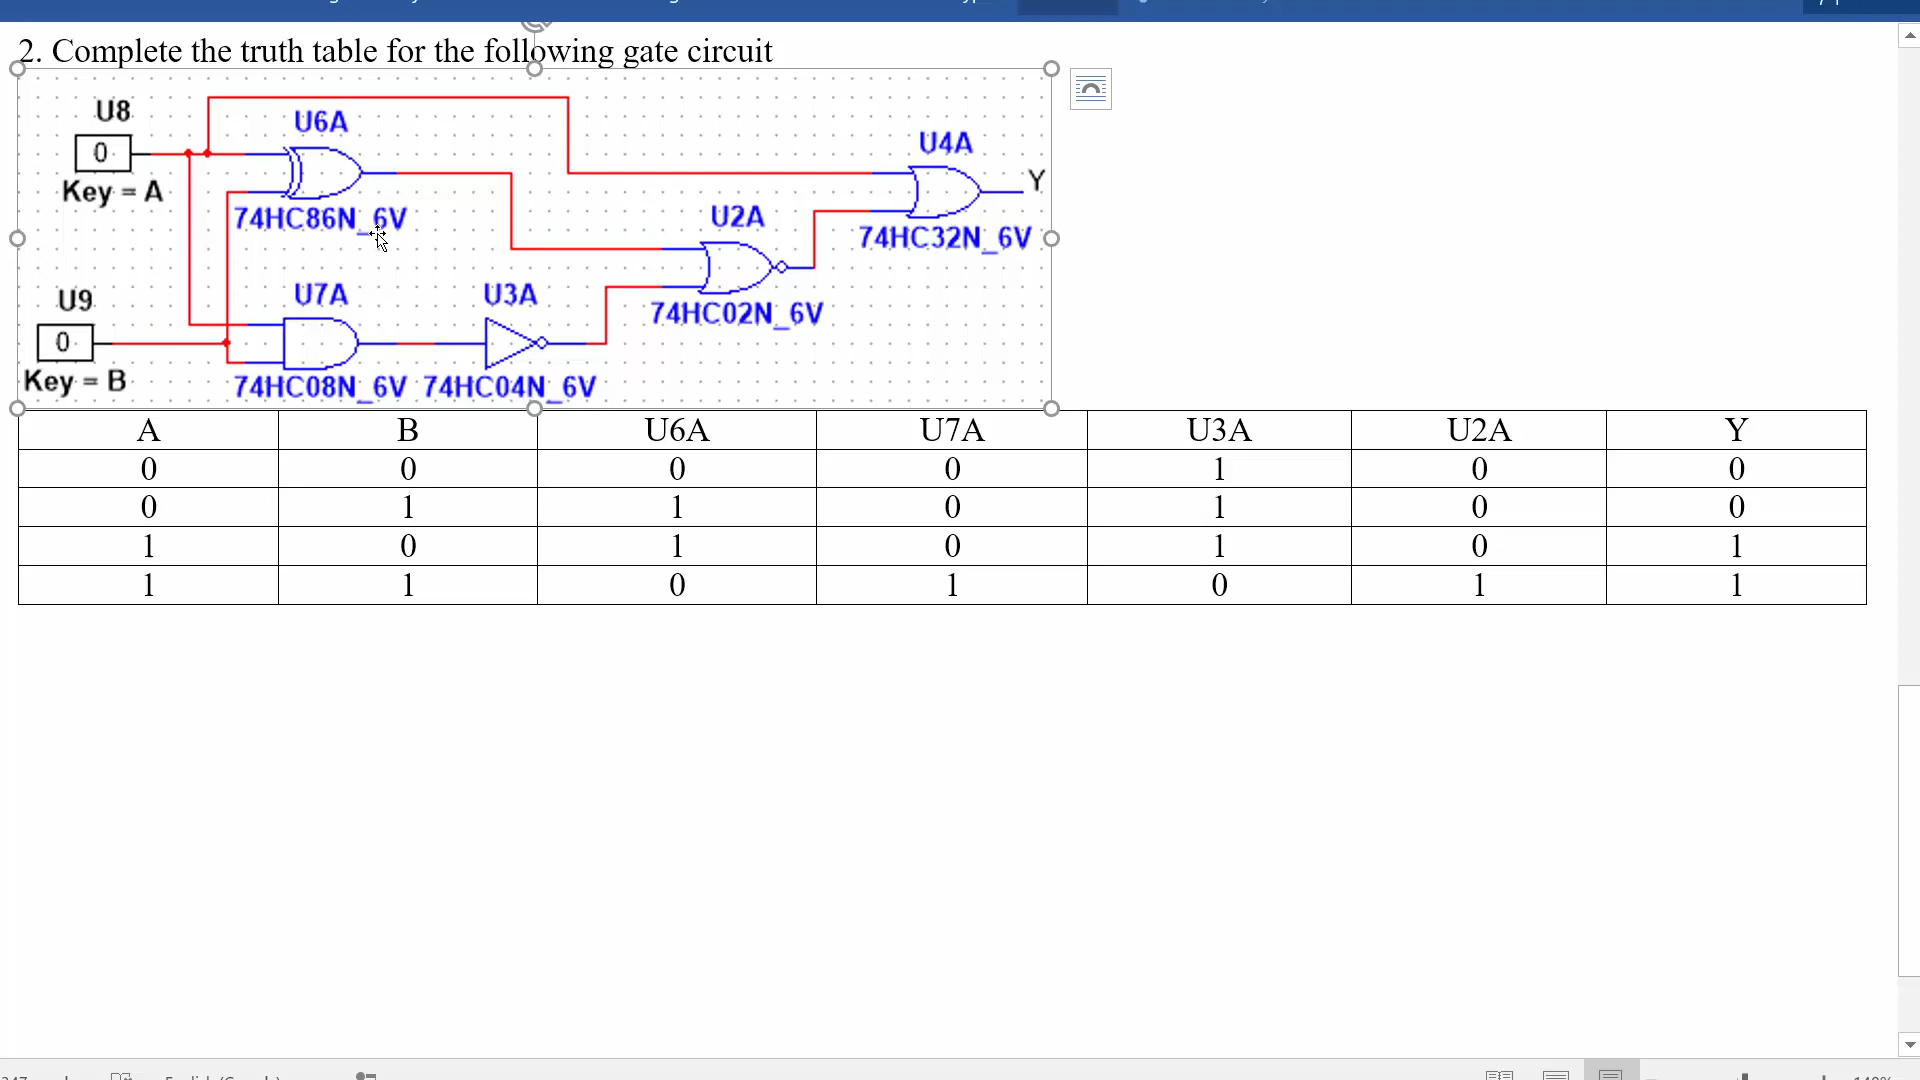 2. Complete the truth table for the following gate circuit
U8
0
Key = A
U6A
74HC86N_6V
U4A
Y
74HC32N_6V
U2A
74HC02N_6V
U9
0
Key = B
U7A
74HC08N_6V
U3A
74HC04N_6V
A B U6A U7A U3A U2A Y
0 0 0 0 1 0 0
0 1 1 0 1 0 0
1 0 1 0 1 0 1
1 1 0 1 0 1 1